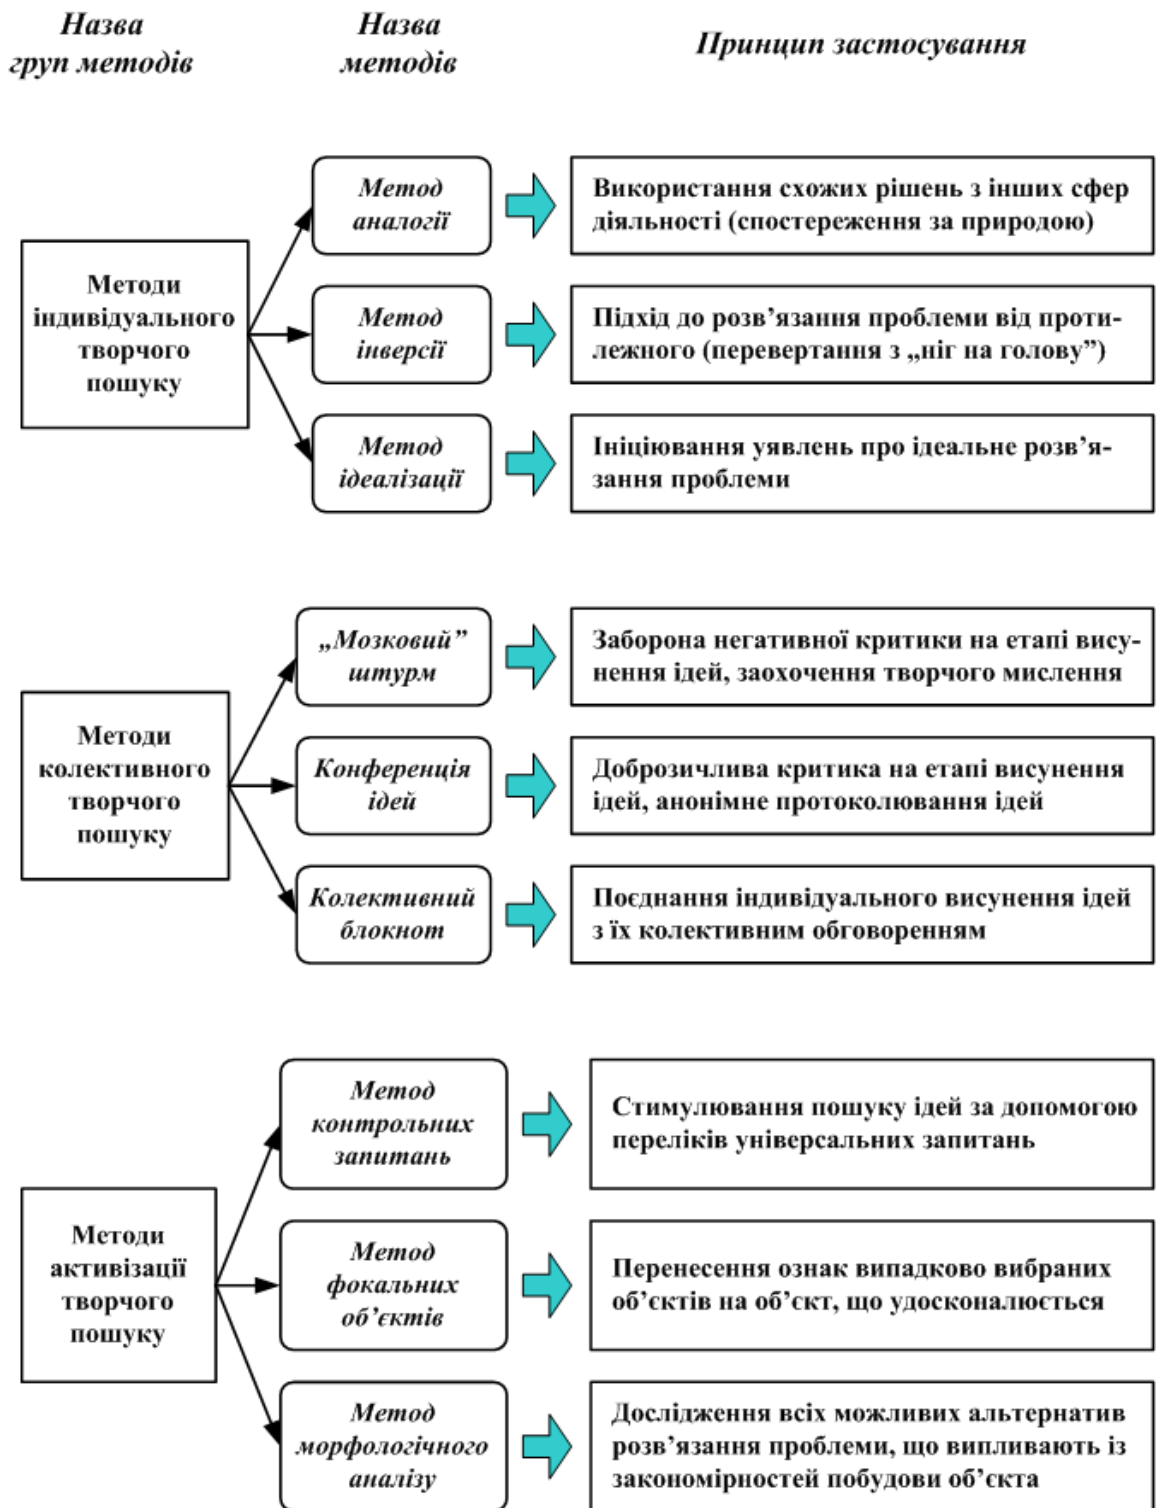 Назва
груп методів
Назва
методів
Принцип застосування
Методи
індивідуального
творчого
пошуку
Метод
аналогії
Використання схожих рішень з інших сфер
діяльності (спостереження за природою)
Метод
інверсії
Підхід до розв’язання проблеми від проти-
лежного (перевертання з „ніг на голову”)
Метод
ідеалізації
Ініціювання уявлень про ідеальне розв’я-
зання проблеми
Методи
колективного
творчого
пошуку
„Мозковий”
штурм
Заборона негативної критики на етапі вису-
нення ідей, заохочення творчого мислення
Конференція
ідей
Доброзичлива критика на етапі висунення
ідей, анонімне протоколювання ідей
Колективний
блокнот
Поєднання індивідуального висунення ідей
з їх колективним обговоренням
Методи
активізації
творчого
пошуку
Метод
контрольних
запитань
Стимулювання пошуку ідей за допомогою
переліків універсальних запитань
Метод
фокальних
об’єктів
Перенесення ознак випадково вибраних
об’єктів на об’єкт, що удосконалюється
Метод
морфологічного
аналізу
Дослідження всіх можливих альтернатив
розв’язання проблеми, що випливають із
закономірностей побудови об’єкта